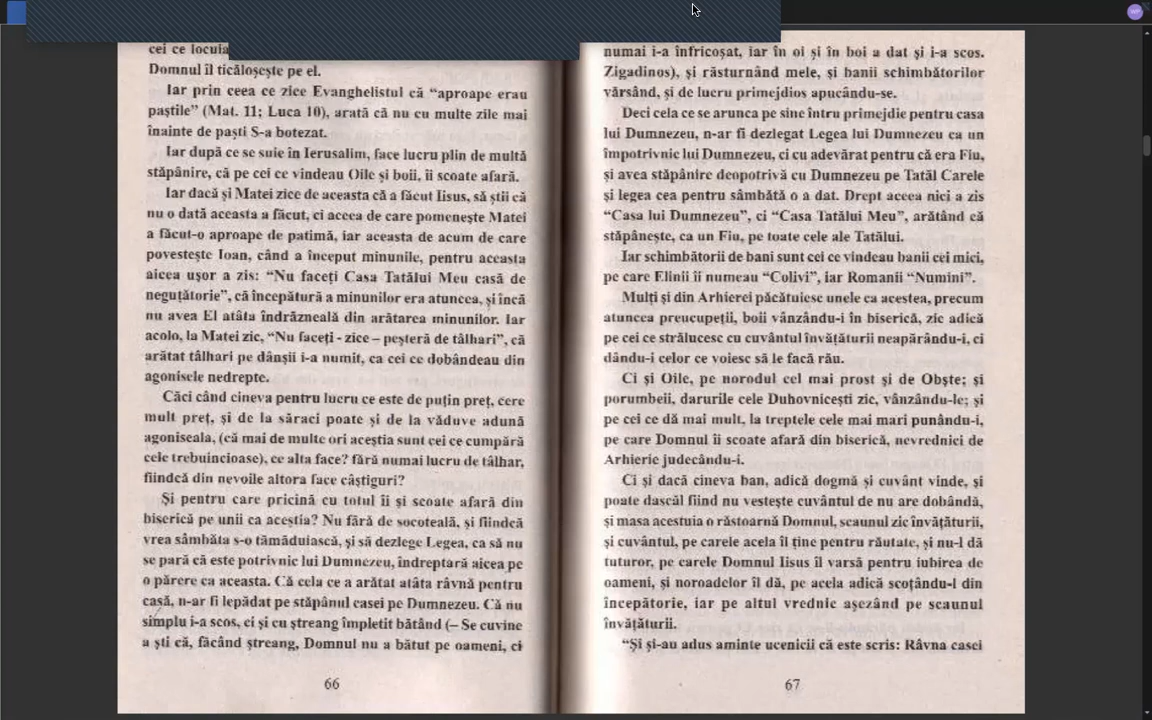 cei ce locuia
Domnul îl ticăloşeşte pe el.
Iar prin ceea ce zice Evanghelistul că “aproape erau
paştile” (Mat. 11; Luca 10), arată că nu cu multe zile mai
înainte de paşti S-a botezat.
Iar după ce se suie în Ierusalim, face lucru plin de multă
stăpânire, că pe cei ce vindeau Oile şi boii, îi scoate afară.
Iar dacă şi Matei zice de aceasta că a făcut Iisus, să ştii că
nu o dată aceasta a făcut, ci aceea de care pomeneşte Matei
a făcut-o aproape de patimă, iar aceasta de acum de care
povesteşte Ioan, când a început minunile, pentru aceasta
aicea uşor a zis: “Nu faceţi Casa Tatălui Meu casă de
neguţătorie”, că începătură a minunilor era atuncea, şi încă
nu avea El atâta îndrăzneală din arătarea minunilor. Iar
acolo, la Matei zic, “Nu faceţi - zice – peşteră de tâlhari”, că
arătat tâlhari pe dânşii i-a numit, ca cei ce dobândeau din
agonisele nedrepte.
Căci când cineva pentru lucru ce este de puţin preţ, cere
mult preţ, şi de la săraci poate şi de la văduve adună
agoniseala, (că mai de multe ori aceştia sunt cei ce cumpără
cele trebuincioase), ce alta face? fără numai lucru de tâlhar,
fiindcă din nevoile altora face câştiguri?
Şi pentru care pricină cu totul îi şi scoate afară din
biserică pe unii ca aceştia? Nu fără de socoteală, şi fiindcă
vrea sâmbăta s-o tămăduiască, şi să dezlege Legea, ca să nu
se pară că este potrivnic lui Dumnezeu, îndreptară aicea pe
o părere ca aceasta. Că cela ce a arătat atâta râvnă pentru
casă, n-ar fi lepădat pe stăpânul casei pe Dumnezeu. Că nu
simplu i-a scos, ci şi cu ştreang împletit bătând (– Se cuvine
a şti că, făcând ştreang, Domnul nu a bătut pe oameni, ci
66
numai i-a înfricoşat, iar în oi şi în boi a dat şi i-a scos.
Zigadinos), şi răsturnând mele, şi banii schimbătorilor
vărsând, şi de lucru primejdios apucându-se.
Deci cela ce se arunca pe sine întru primejdie pentru casa
lui Dumnezeu, n-ar fi dezlegat Legea lui Dumnezeu ca un
împotrivnic lui Dumnezeu, ci cu adevărat pentru că era Fiu,
şi avea stăpânire deopotrivă cu Dumnezeu pe Tatăl Carele
şi legea cea pentru sâmbătă o a dat. Drept aceea nici a zis
“Casa lui Dumnezeu”, ci “Casa Tatălui Meu”, arătând că
stăpâneşte, ca un Fiu, pe toate cele ale Tatălui.
Iar schimbătorii de bani sunt cei ce vindeau banii cei mici,
pe care Elinii îi numeau “Colivi”, iar Romanii “Numini”.
Mulţi şi din Arhierei păcătuiesc unele ca acestea, precum
atuncea preucupeţii, boii vânzându-i în biserică, zic adică
pe cei ce strălucesc cu cuvântul învăţăturii neapărându-i, ci
dându-i celor ce voiesc să le facă rău.
Ci şi Oile, pe norodul cel mai prost şi de Obşte; şi
porumbeii, darurile cele Duhovniceşti zic, vânzându-le; şi
pe cei ce dă mai mult, la treptele cele mai mari punându-i,
pe care Domnul îi scoate afară din biserică, nevrednici de
Arhierie judecându-i.
Ci şi dacă cineva ban, adică dogmă şi cuvânt vinde, şi
poate dascăl fiind nu vesteşte cuvântul de nu are dobândă,
şi masa acestuia o răstoarnă Domnul, scaunul zic învăţăturii,
şi cuvântul, pe carele acela îl ţine pentru răutate, şi nu-l dă
tuturor, pe carele Domnul Iisus îl varsă pentru iubirea de
oameni, şi noroadelor îl dă, pe acela adică scoţându-l din
începătorie, iar pe altul vrednic aşezând pe scaunul
învăţăturii.
“Şi şi-au adus aminte ucenicii că este scris: Râvna casei
67